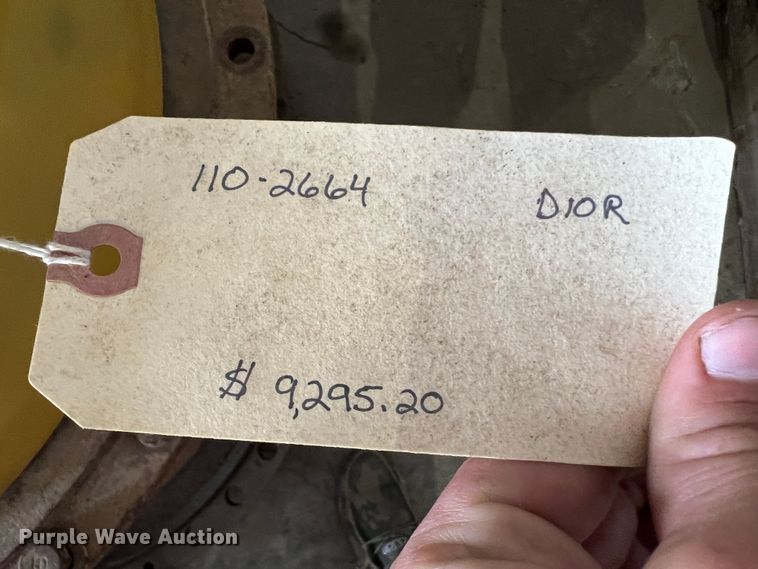 110-2664
D10R
$ 9,295.20
Purple Wave Auction